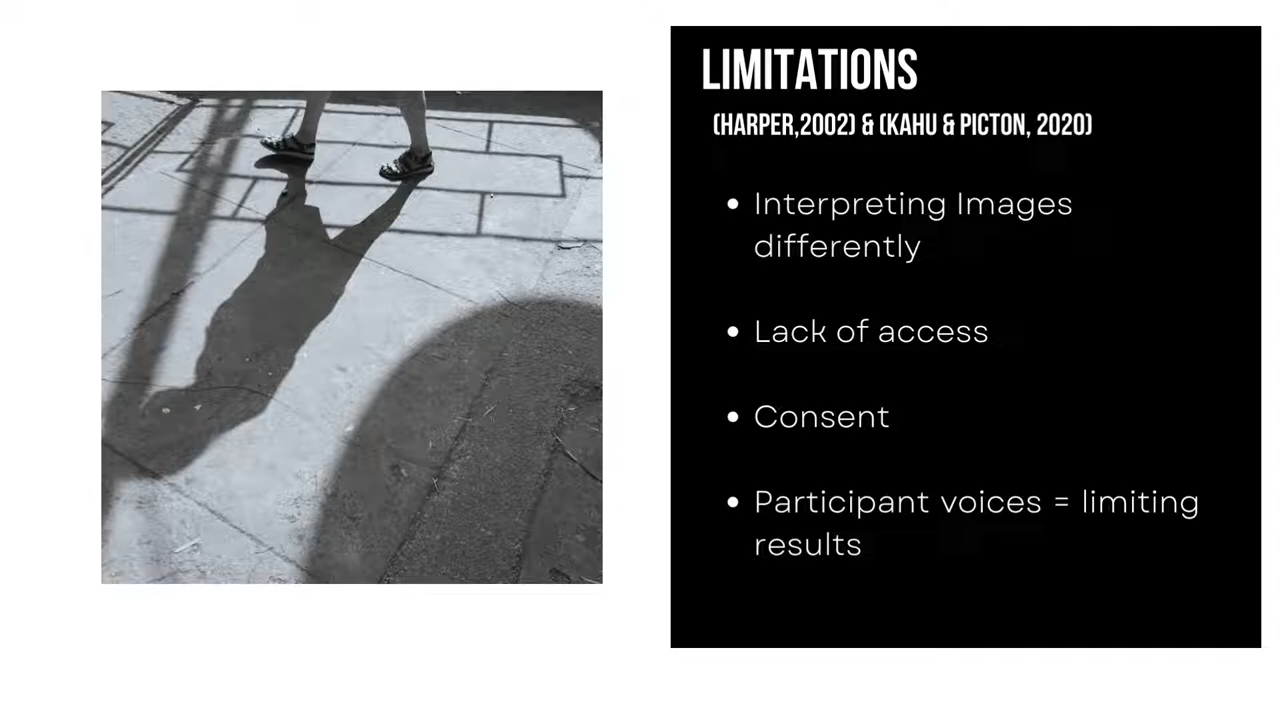 LIMITATIONS
(HARPER,2002) & (KAHU & PICTON, 2020)
• Interpreting Images
differently
• Lack of access
• Consent
• Participant voices = limiting
results